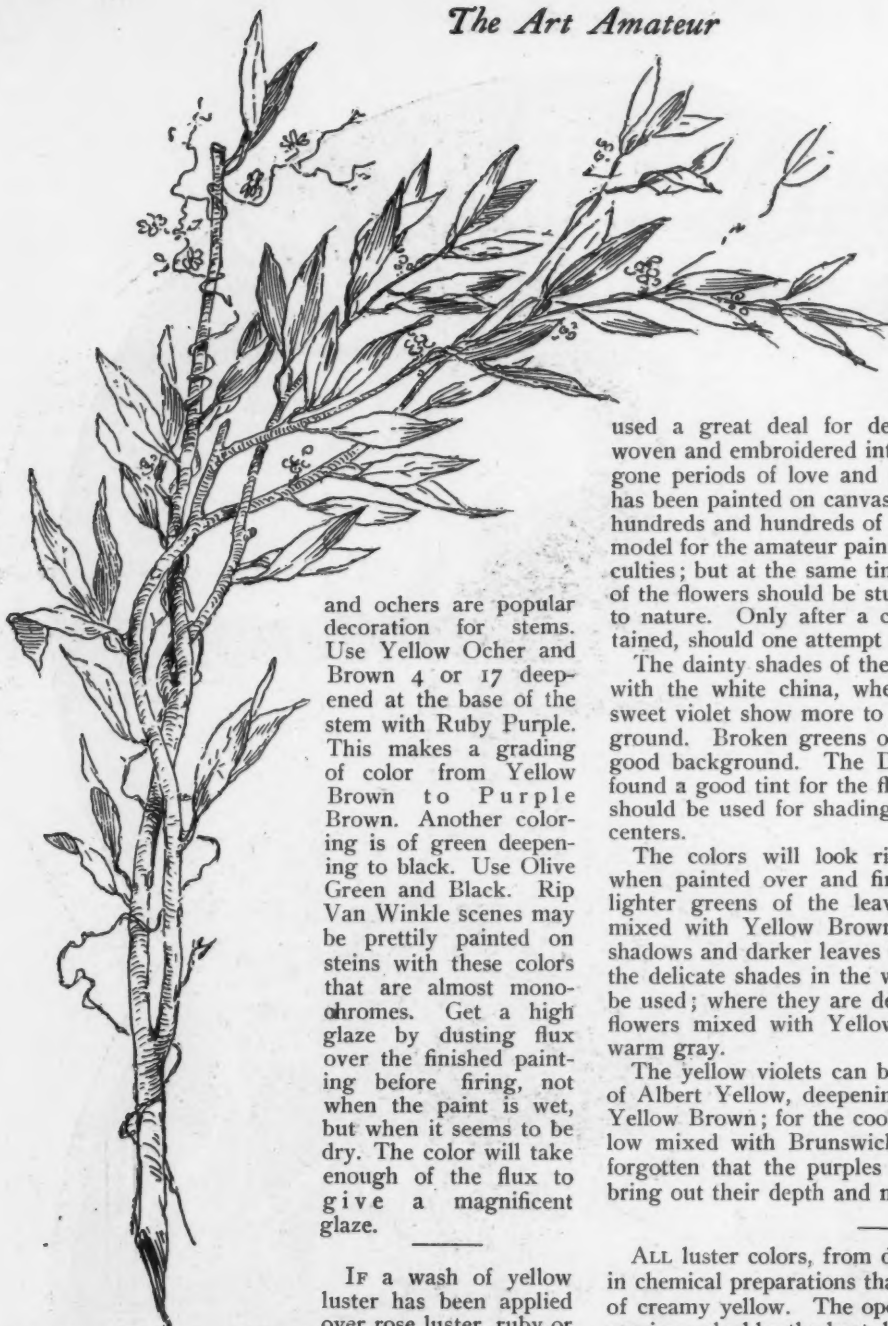 The Art Amateur
and ochers are popular
decoration for stems.
Use Yellow Ocher and
Brown 4 or 17 deep-
ened at the base of the
stem with Ruby Purple.
This makes a grading
of color from Yellow
Brown to Purple
Brown. Another color-
ing is of green deepen-
ing to black. Use Olive
Green and Black. Rip
Van Winkle scenes may
be prettily painted on
steins with these colors
that are almost mono-
chromes. Get a high
glaze by dusting flux
over the finished paint-
ing before firing, not
when the paint is wet,
but when it seems to be
dry. The color will take
enough of the flux to
give a magnificent
glaze.
IF a wash of yellow
luster has been applied
over rose luster, ruby or
used a great deal for de
woven and embroidered int
gone periods of love and
has been painted on canvas
hundreds and hundreds of
model for the amateur pain
culties; but at the same tin
of the flowers should be stu
to nature. Only after a c
tained, should one attempt
The dainty shades of the
with the white china, whe
sweet violet show more to
ground. Broken greens o
good background. The D
found a good tint for the fl
should be used for shading
centers.
The colors will look ri
when painted over and fin
lighter greens of the leav
mixed with Yellow Brown
shadows and darker leaves
the delicate shades in the w
be used; where they are de
flowers mixed with Yellow
warm gray.
The yellow violets can b
of Albert Yellow, deepenin
Yellow Brown; for the coo
low mixed with Brunswick
forgotten that the purples
bring out their depth and r
ALL luster colors, from d
in chemical preparations tha
of creamy yellow. The ope